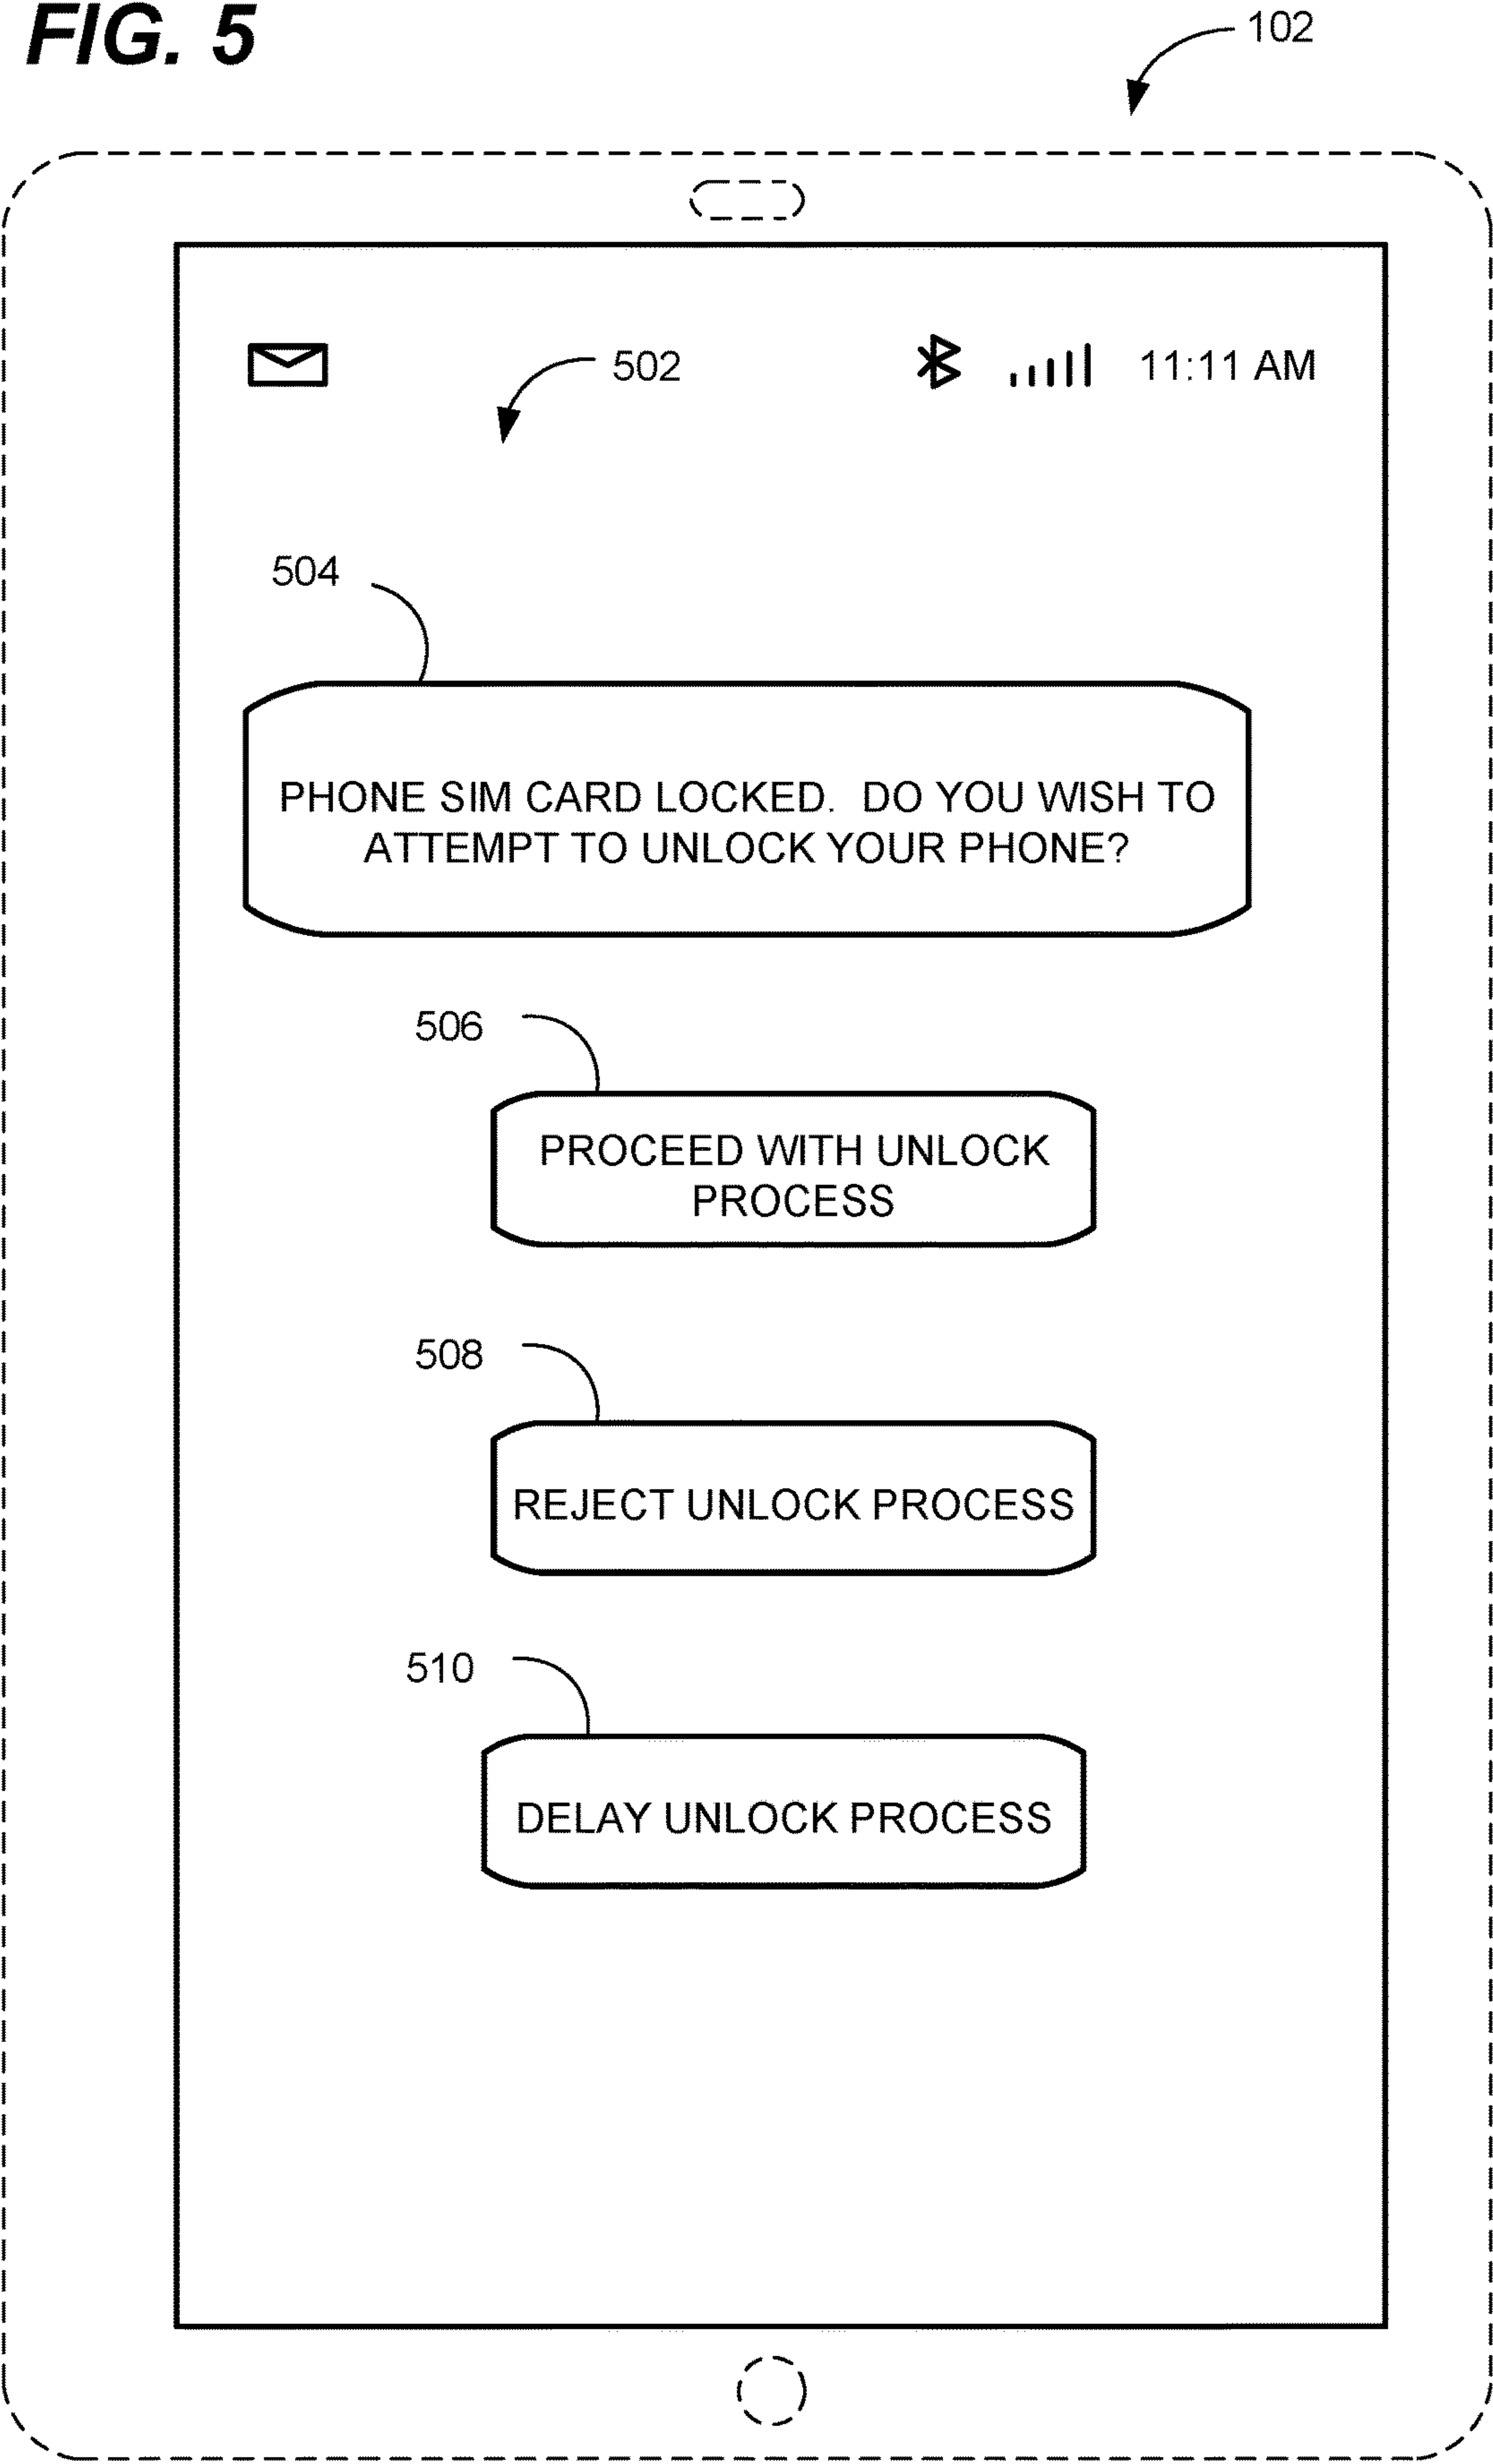 FIG. 5
102
502
11:11 AM
504
PHONE SIM CARD LOCKED.  DO YOU WISH TO
ATTEMPT TO UNLOCK YOUR PHONE?
506
PROCEED WITH UNLOCK
PROCESS
508
REJECT UNLOCK PROCESS
510
DELAY UNLOCK PROCESS